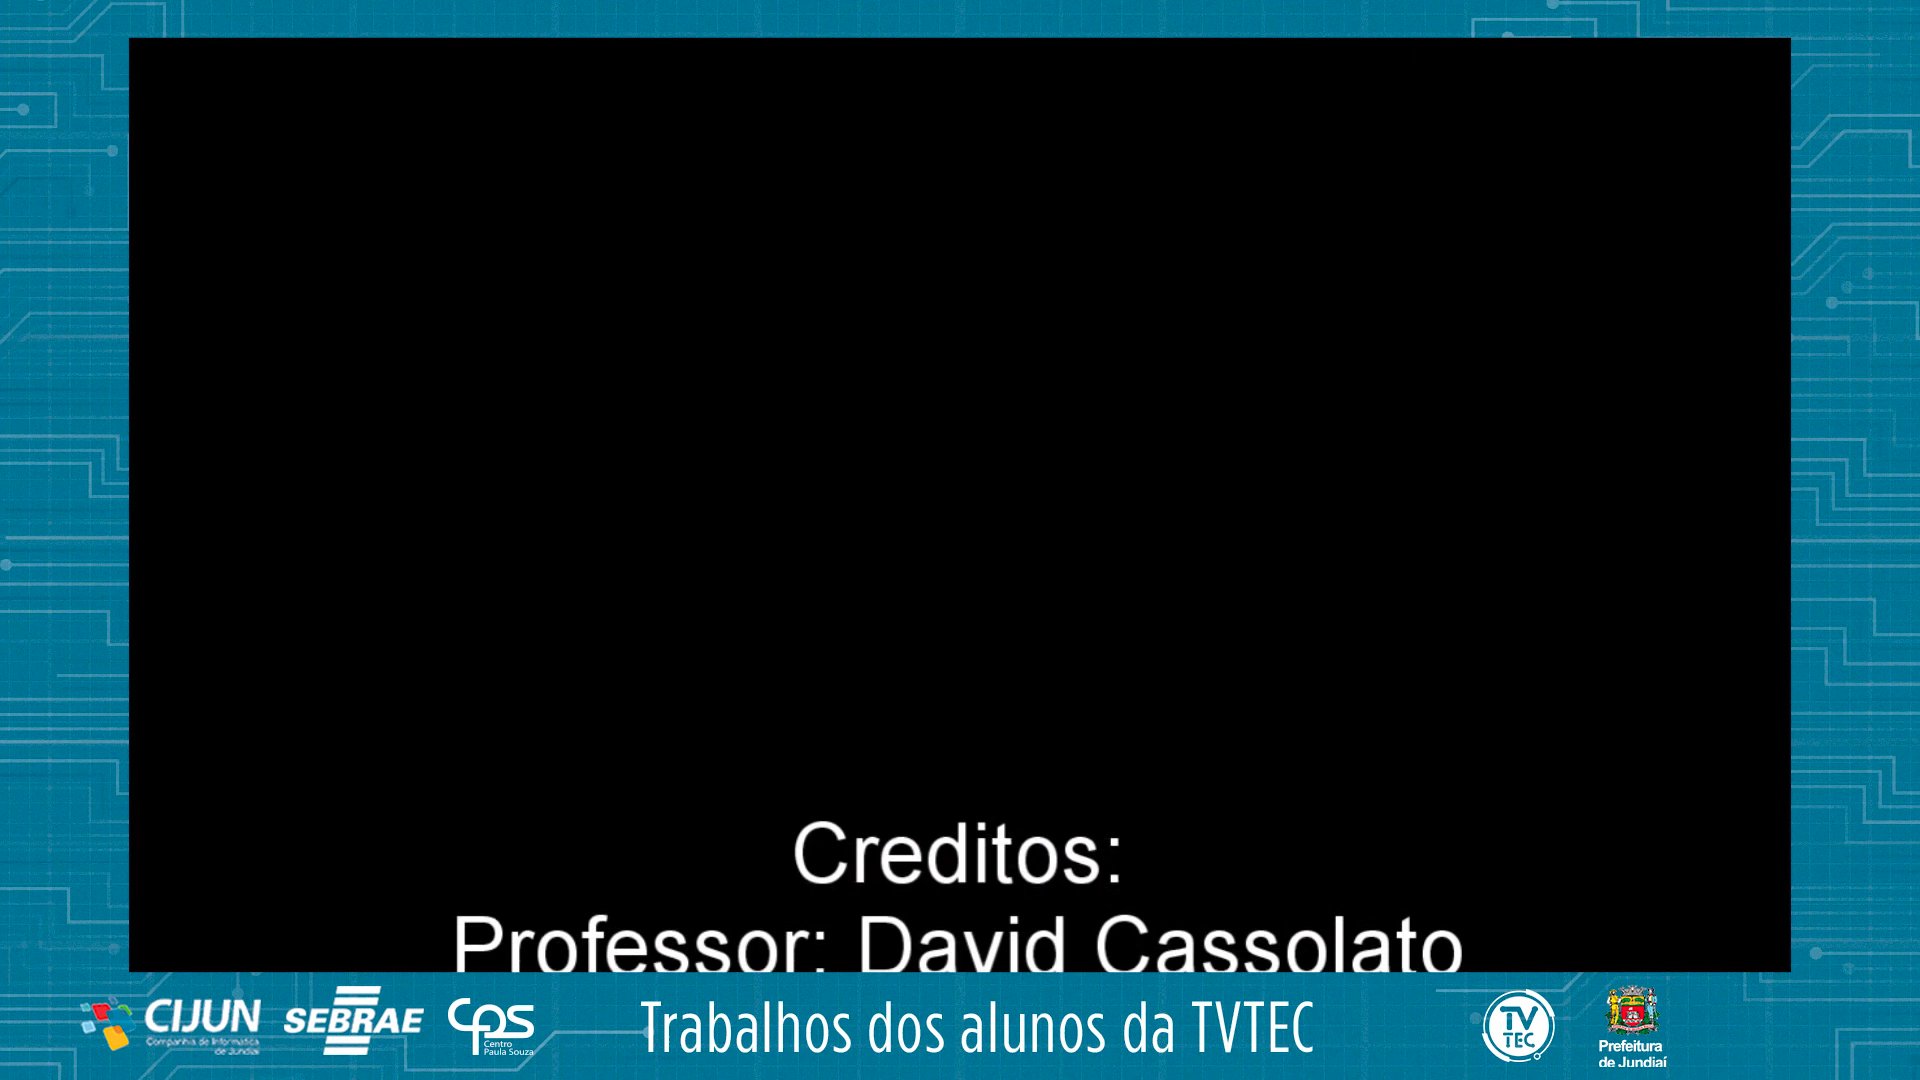 Creditos:
Professor: David Cassolato
CIJUN
Companhia de Informática
de Jundiaí
SEBRAE
cps
Centro
Paula Souza
Trabalhos dos alunos da TVTEC
TV
TEC
Prefeitura
de Jundiaí